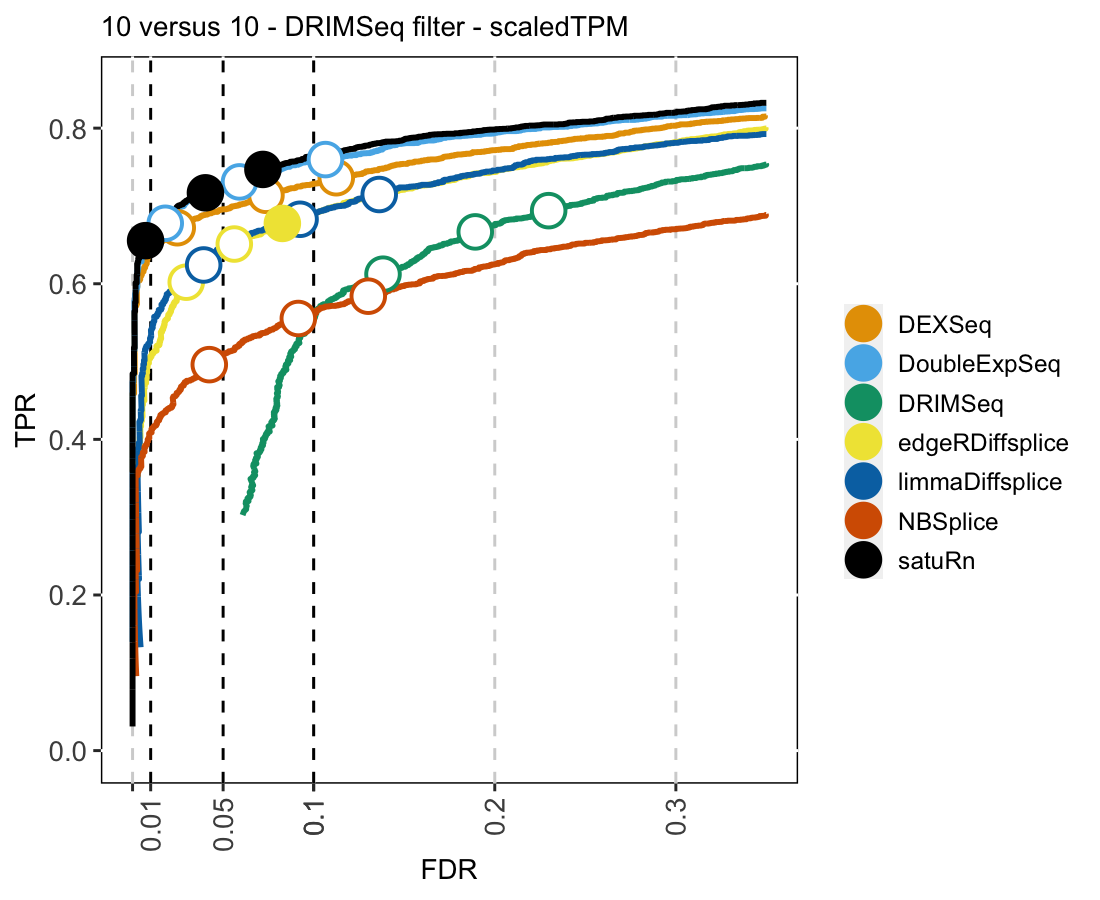 10 versus 10 - DRIMSeq filter - scaledTPM
TPR
0.8
0.6
0.4
0.2
0.0
0.01
0.05
0.1
0.2
0.3
FDR
DEXSeq
DoubleExpSeq
DRIMSeq
edgeRDiffsplice
limmaDiffsplice
NBSplice
satuRn